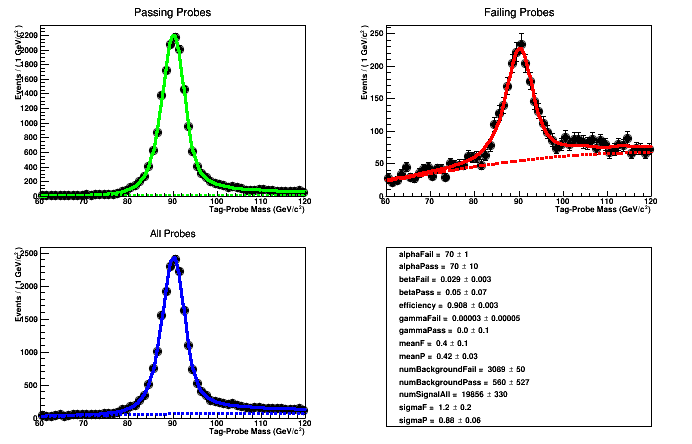 Passing Probes
Events / ( 1 GeV/c² )
2200
2000
1800
1600
1400
1200
1000
800
600
400
200
0
60 70 80 90 100 110 120
Tag-Probe Mass (GeV/c²)
Failing Probes
Events / ( 1 GeV/c² )
250
200
150
100
50
0
60 70 80 90 100 110 120
Tag-Probe Mass (GeV/c²)
All Probes
Events / ( 1 GeV/c² )
2500
2000
1500
1000
500
0
60 70 80 90 100 110 120
Tag-Probe Mass (GeV/c²)
alphaFail = 70 ± 1
alphaPass = 70 ± 10
betaFail = 0.029 ± 0.003
betaPass = 0.05 ± 0.07
efficiency = 0.908 ± 0.003
gammaFail = 0.00003 ± 0.00005
gammaPass = 0.0 ± 0.1
meanF = 0.4 ± 0.1
meanP = 0.42 ± 0.03
numBackgroundFail = 3089 ± 50
numBackgroundPass = 560 ± 527
numSignalAll = 19856 ± 330
sigmaF = 1.2 ± 0.2
sigmaP = 0.88 ± 0.06